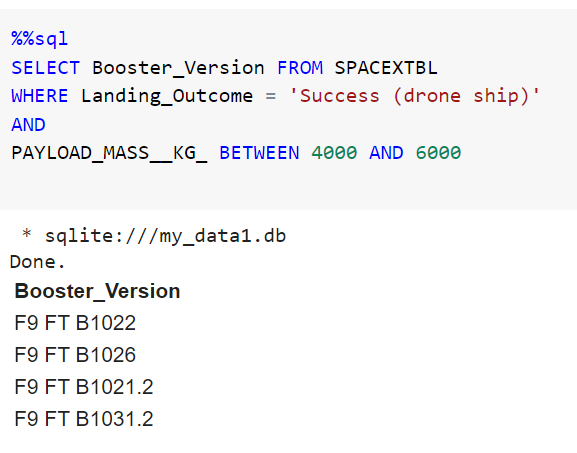 %%sql
SELECT Booster_Version FROM SPACEXTBL
WHERE Landing_Outcome = 'Success (drone ship)'
AND
PAYLOAD_MASS__KG_ BETWEEN 4000 AND 6000
* sqlite:///my_data1.db
Done.
Booster_Version
F9 FT B1022
F9 FT B1026
F9 FT B1021.2
F9 FT B1031.2